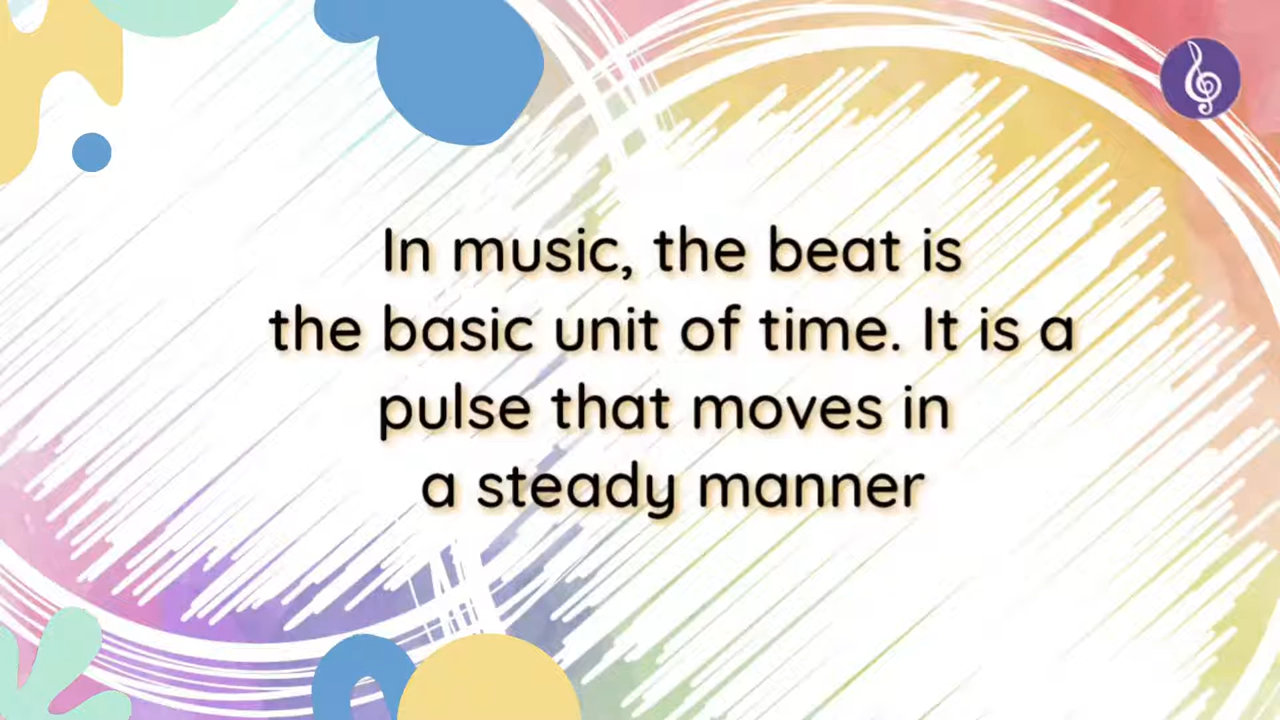 In music, the beat is
the basic unit of time. It is a
pulse that moves in
a steady manner